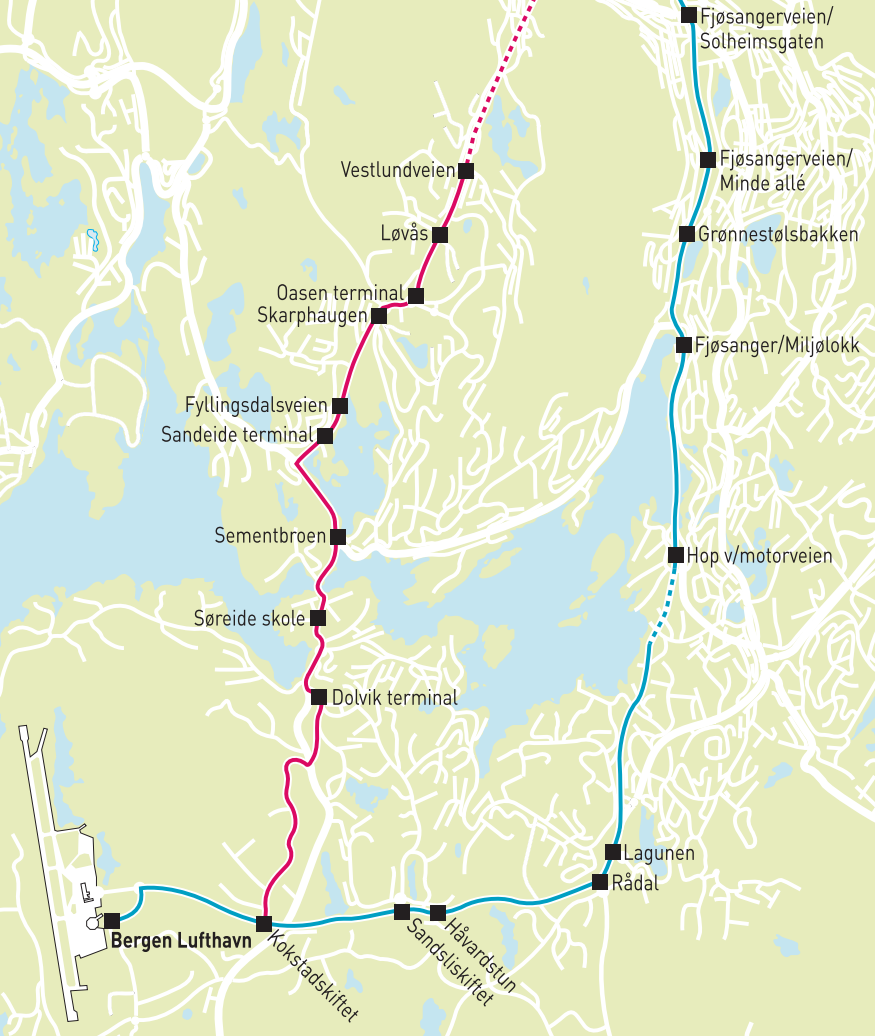 Fjøsangerveien/
Solheimsgaten
Vestlundveien
Fjøsangerveien/
Minde allé
Løvås
Grønnestølsbakken
Oasen terminal
Skarphaugen
Fjøsanger/Miljølokk
Fyllingsdalsveien
Sandeide terminal
Sementbroen
Hop v/motorveien
Søreide skole
Dolvik terminal
Lagunen
Rådal
Bergen Lufthavn
Kokstadskiftet
Sandsliskiftet
Håvardstun